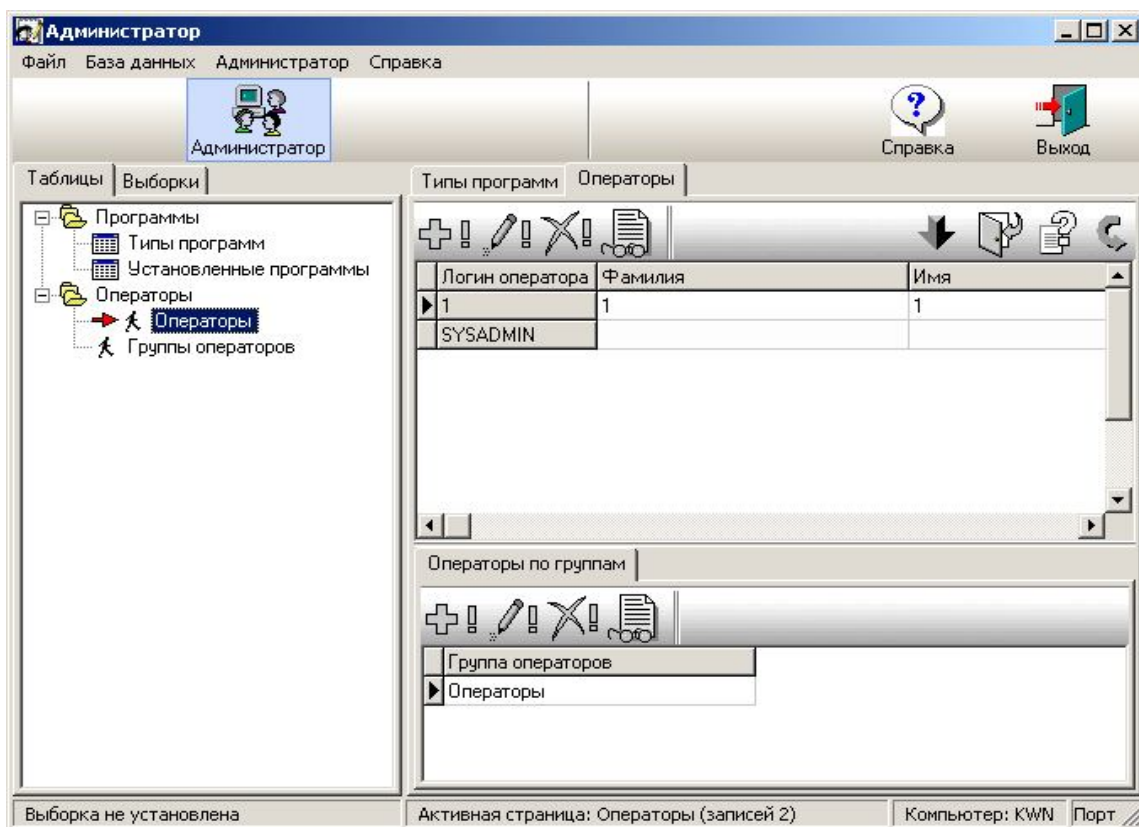 Администратор
Файл База данных Администратор Справка
Администратор
Справка
Выход
Таблицы Выборки
Программы
Типы программ
Установленные программы
Операторы
Операторы
Группы операторов
Типы программ Операторы
Логин оператора Фамилия Имя
1 1 1
SYSADMIN
Операторы по группам
Группа операторов
Операторы
Выборка не установлена Активная страница: Операторы (записей 2) Компьютер: KWN Порт